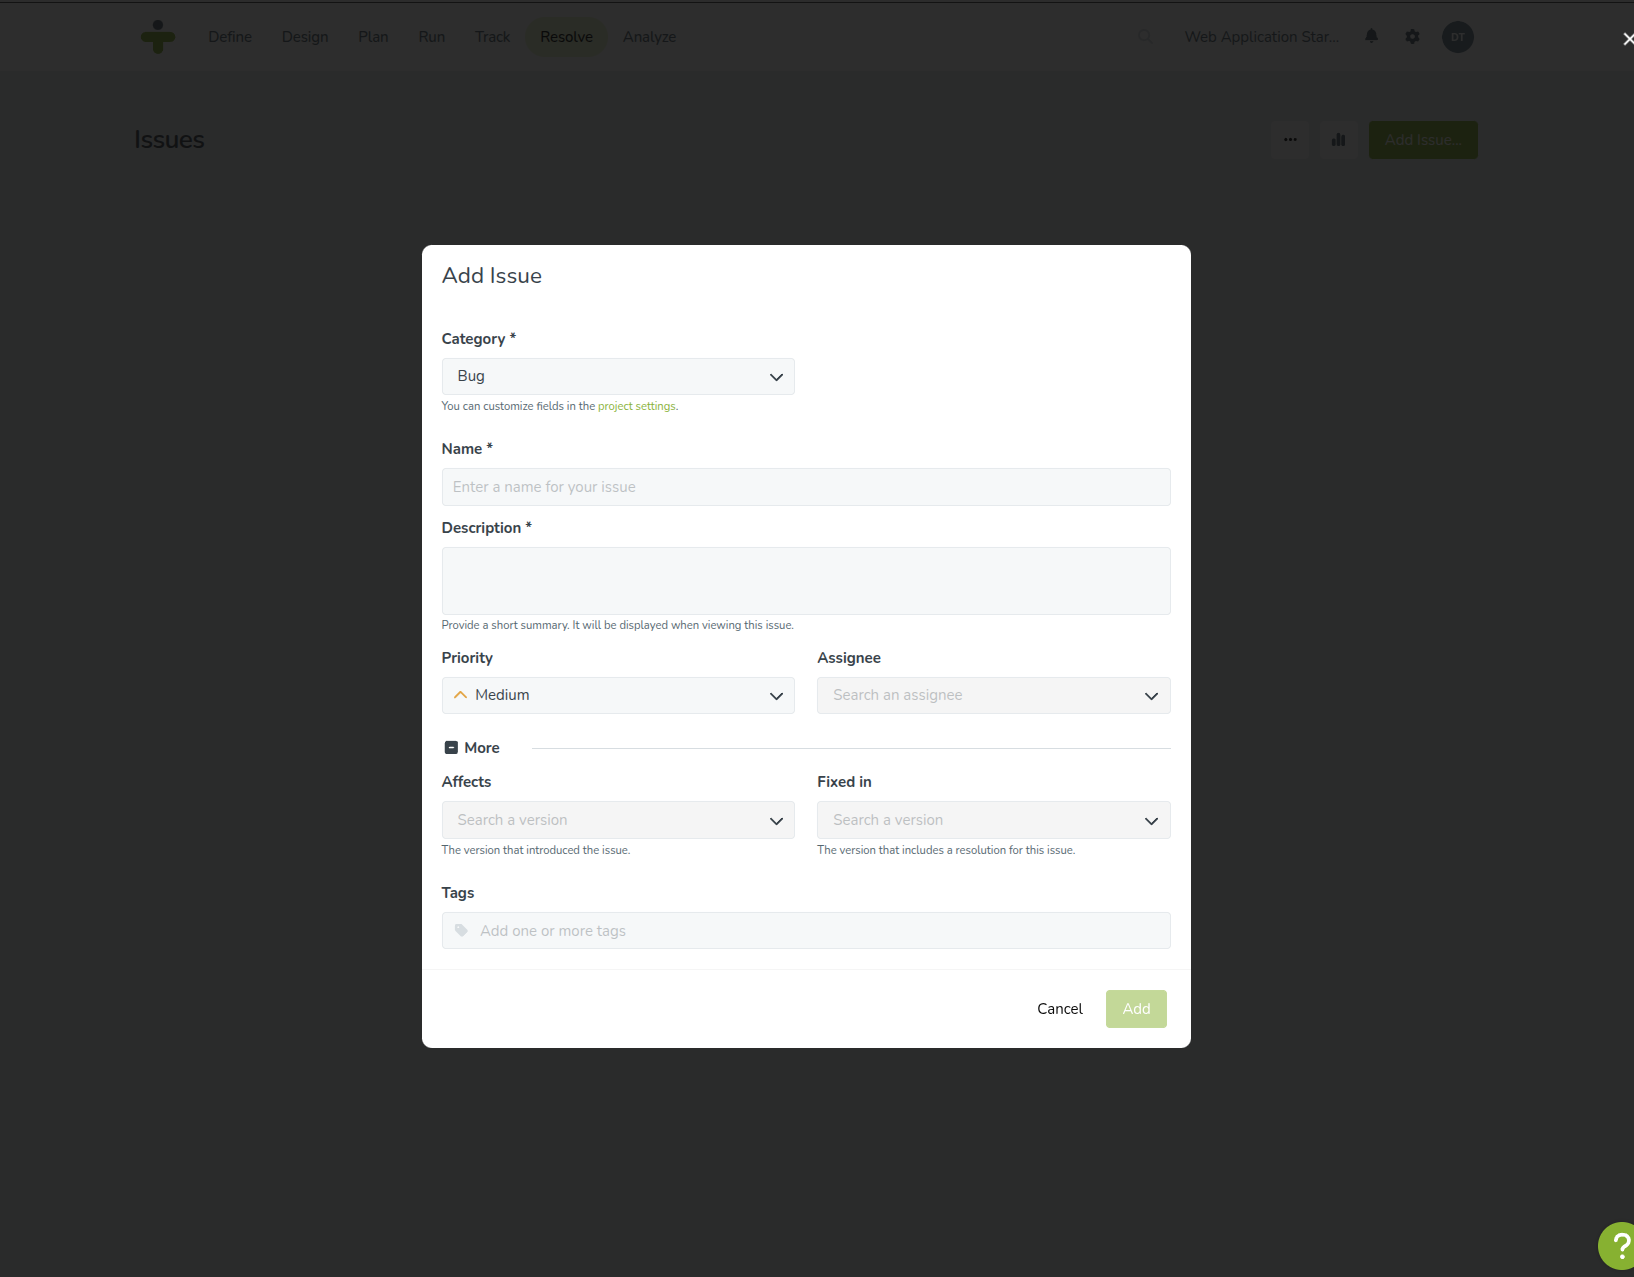 Define Design Plan Run Track Resolve Analyze Web Application Star... DT
Issues
Add Issue...
Add Issue
Category *
Bug
You can customize fields in the project settings.
Name *
Enter a name for your issue
Description *
Provide a short summary. It will be displayed when viewing this issue.
Priority Assignee
Medium Search an assignee
More
Affects Fixed in
Search a version Search a version
The version that introduced the issue. The version that includes a resolution for this issue.
Tags
Add one or more tags
Cancel Add
?